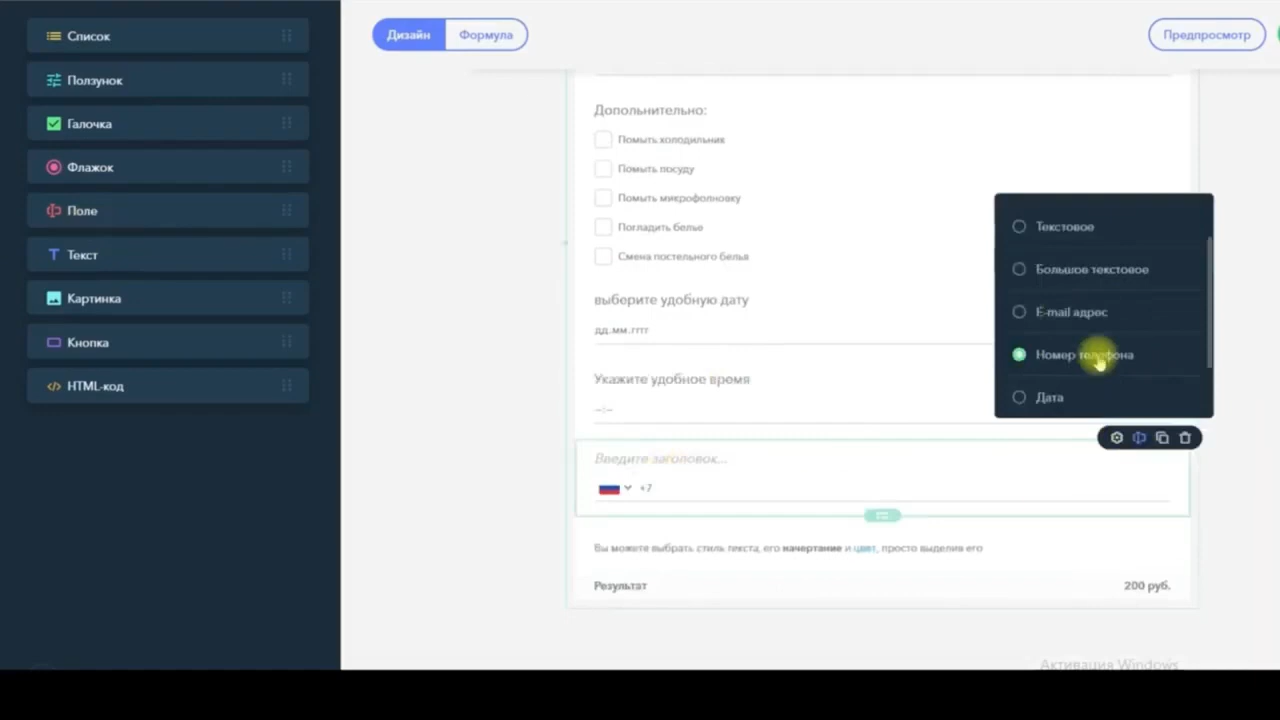 Список
Ползунок
Галочка
Флажок
Поле
Текст
Картинка
Кнопка
HTML-код
Дизайн
Формула
Предпросмотр
Допольнительно:
Помыть холодильник
Помыть посуду
Помыть микрофолновку
Погладить белье
Смена постельного белья
выберите удобную дату
дд.мм.гггг
Укажите удобное время
--:--
Введите заголовок...
+7
Вы можете выбрать стиль текста, его начертание и цвет, просто выделив его
Результат
200 руб.
Текстовое
Большое текстовое
E-mail адрес
Номер телефона
Дата
Активация Windows